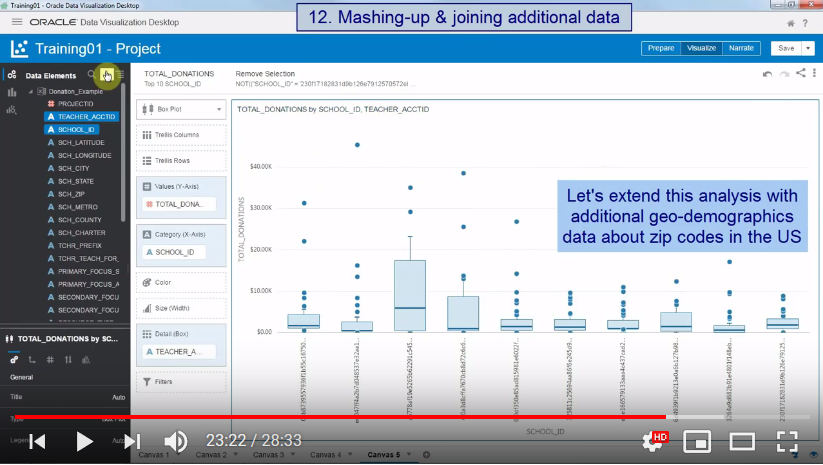 Training01 - Oracle Data Visualization Desktop
12. Mashing-up & joining additional data
ORACLE Data Visualization Desktop
Training01 - Project
Prepare
Visualize
Narrate
Save
Data Elements
Donation_Example
PROJECTID
TEACHER_ACCTID
SCHOOL_ID
SCH_LATITUDE
SCH_LONGITUDE
SCH_CITY
SCH_STATE
SCH_ZIP
SCH_METRO
SCH_COUNTY
SCH_CHARTER
TCHR_PREFIX
TCHR_TEACH_FOR_
PRIMARY_FOCUS_S
PRIMARY_FOCUS_A
SECONDARY_FOCU
SECONDARY_FOCU
TOTAL_DONATIONS by SC...
General
Title
Auto
Type
Legend
Auto
TOTAL_DONATIONS
Top 10 SCHOOL_ID
Remove Selection
Box Plot
Trellis Columns
Trellis Rows
Values (Y-Axis)
TOTAL_DONA...
Category (X-Axis)
SCHOOL_ID
Color
Size (Width)
Detail (Box)
TEACHER_A...
Filters
TOTAL_DONATIONS by SCHOOL_ID, TEACHER_ACCTID
TOTAL_DONATIONS
$40.00K
$30.00K
$20.00K
$10.00K
$0.00
SCHOOL_ID
Let's extend this analysis with
additional geo-demographics
data about zip codes in the US
23:22 / 28:33
HD
Canvas 1
Canvas 2
Canvas 3
Canvas 4
Canvas 5